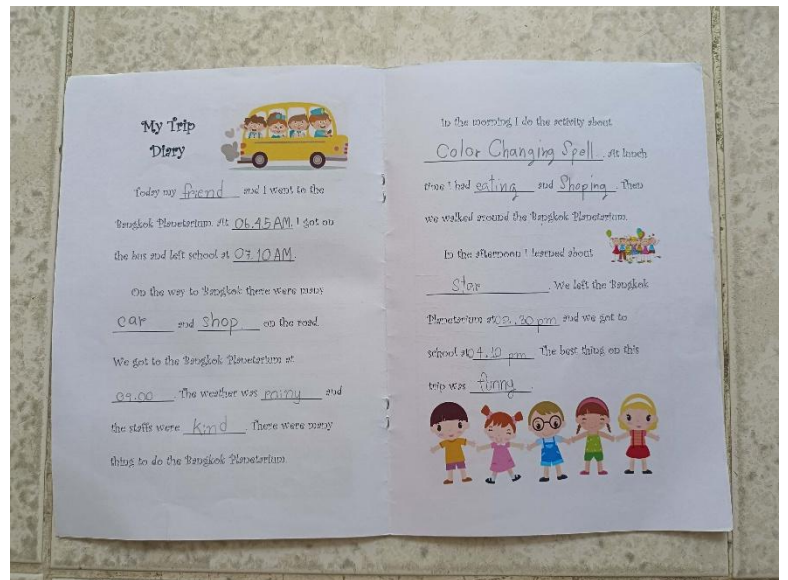 My Trip
Diary
Today my friend and I went to the
Bangkok Planetarium. At 06.45 AM. I got on
the bus and left school at 07.10 AM.
On the way to Bangkok there were many
car and shop on the road.
We got to the Bangkok Planetarium at
09.00. The weather was rainy and
the staffs were kind. There were many
thing to do the Bangkok Planetarium.
In the morning I do the activity about
Color Changing Spell. At lunch
time I had eating and Shoping. Then
we walked around the Bangkok Planetarium.
In the afternoon I learned about
Star. We left the Bangkok
Planetarium at 02.30 pm and we got to
school at 04.10 pm The best thing on this
trip was funny.